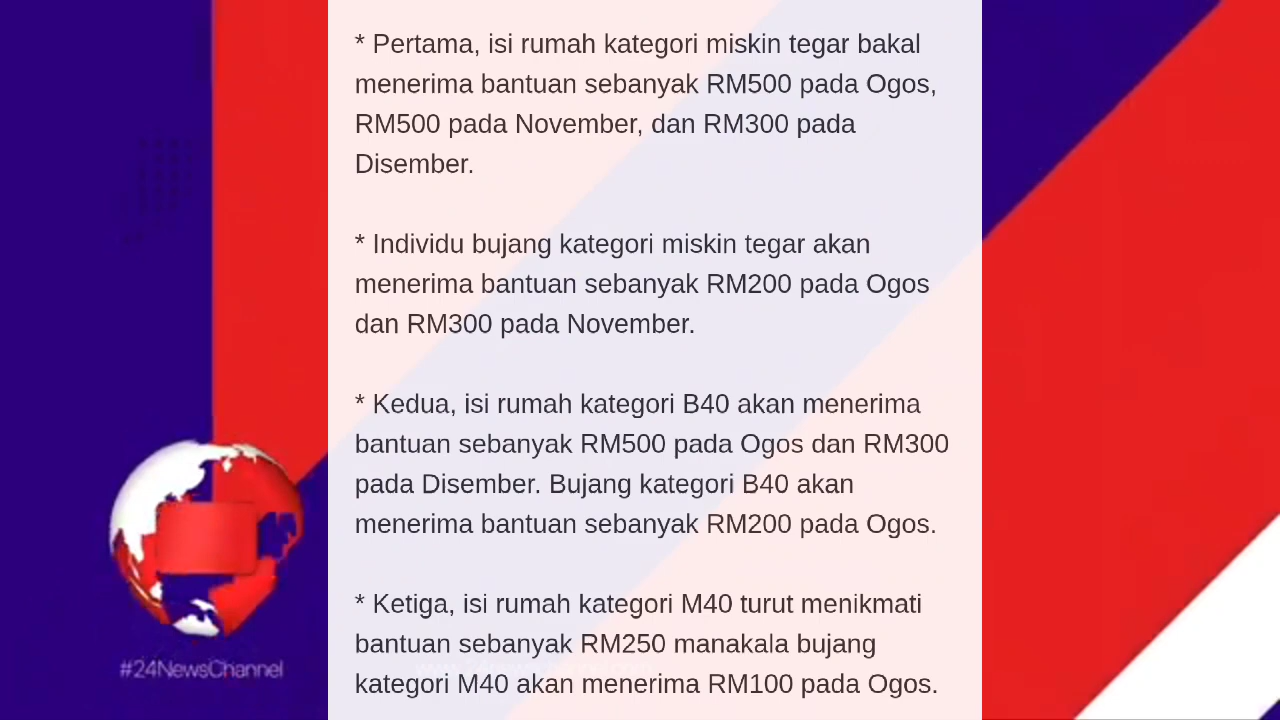 * Pertama, isi rumah kategori miskin tegar bakal
menerima bantuan sebanyak RM500 pada Ogos,
RM500 pada November, dan RM300 pada
Disember.
* Individu bujang kategori miskin tegar akan
menerima bantuan sebanyak RM200 pada Ogos
dan RM300 pada November.
* Kedua, isi rumah kategori B40 akan menerima
bantuan sebanyak RM500 pada Ogos dan RM300
pada Disember. Bujang kategori B40 akan
menerima bantuan sebanyak RM200 pada Ogos.
* Ketiga, isi rumah kategori M40 turut menikmati
bantuan sebanyak RM250 manakala bujang
kategori M40 akan menerima RM100 pada Ogos.
#24NewsChannel